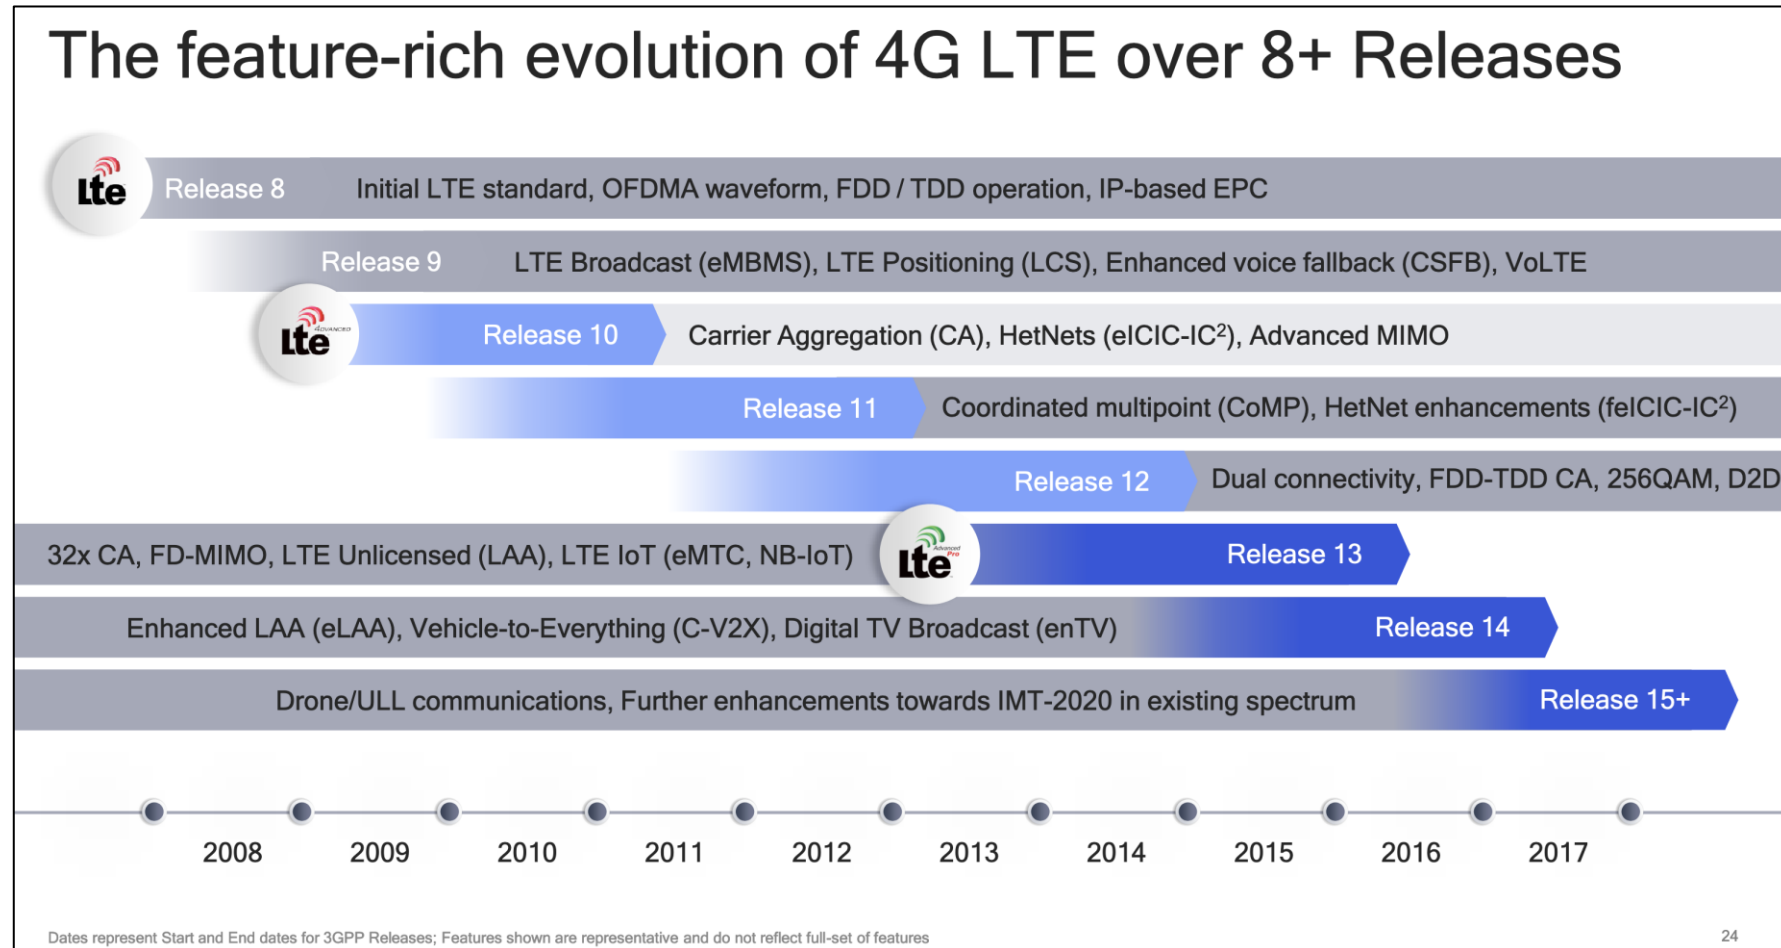 The feature-rich evolution of 4G LTE over 8+ Releases
Lte Release 8 Initial LTE standard, OFDMA waveform, FDD / TDD operation, IP-based EPC
Release 9 LTE Broadcast (eMBMS), LTE Positioning (LCS), Enhanced voice fallback (CSFB), VoLTE
Lte ADVANCED Release 10 Carrier Aggregation (CA), HetNets (eICIC-IC²), Advanced MIMO
Release 11 Coordinated multipoint (CoMP), HetNet enhancements (feICIC-IC²)
Release 12 Dual connectivity, FDD-TDD CA, 256QAM, D2D
32x CA, FD-MIMO, LTE Unlicensed (LAA), LTE IoT (eMTC, NB-IoT) Lte Advanced Pro Release 13
Enhanced LAA (eLAA), Vehicle-to-Everything (C-V2X), Digital TV Broadcast (enTV) Release 14
Drone/ULL communications, Further enhancements towards IMT-2020 in existing spectrum Release 15+
2008 2009 2010 2011 2012 2013 2014 2015 2016 2017
Dates represent Start and End dates for 3GPP Releases; Features shown are representative and do not reflect full-set of features 24